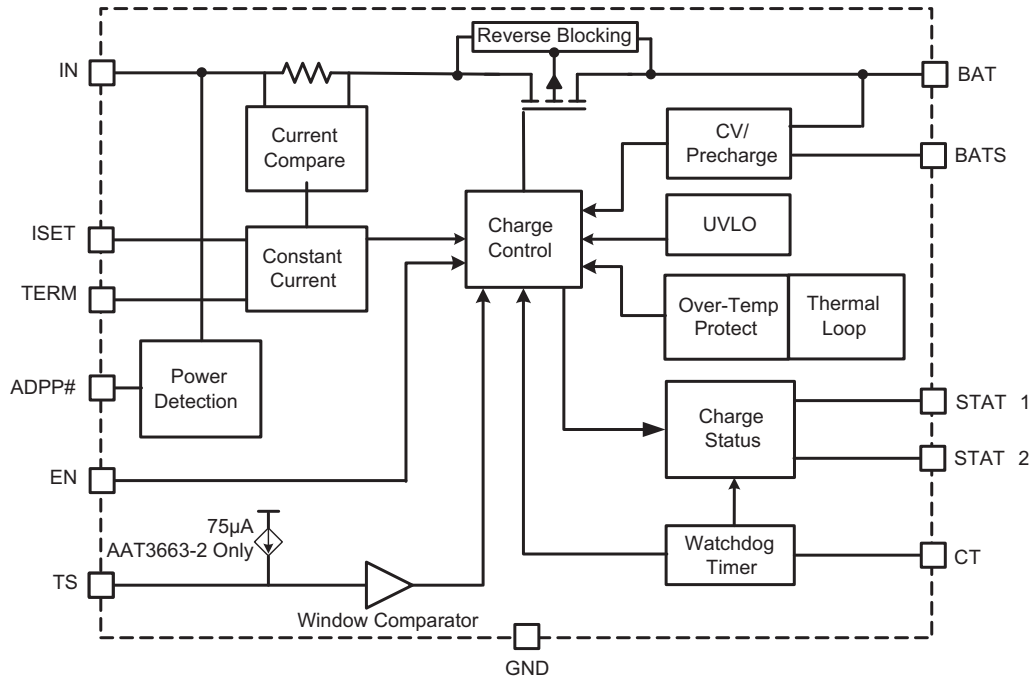 Reverse Blocking
IN
BAT
Current
Compare
CV/
Precharge
BATS
ISET
Constant
Current
Charge
Control
UVLO
TERM
Over-Temp
Protect
Thermal
Loop
ADPP#
Power
Detection
Charge
Status
STAT 1
STAT 2
EN
75µA
AAT3663-2 Only
Watchdog
Timer
CT
TS
Window Comparator
GND